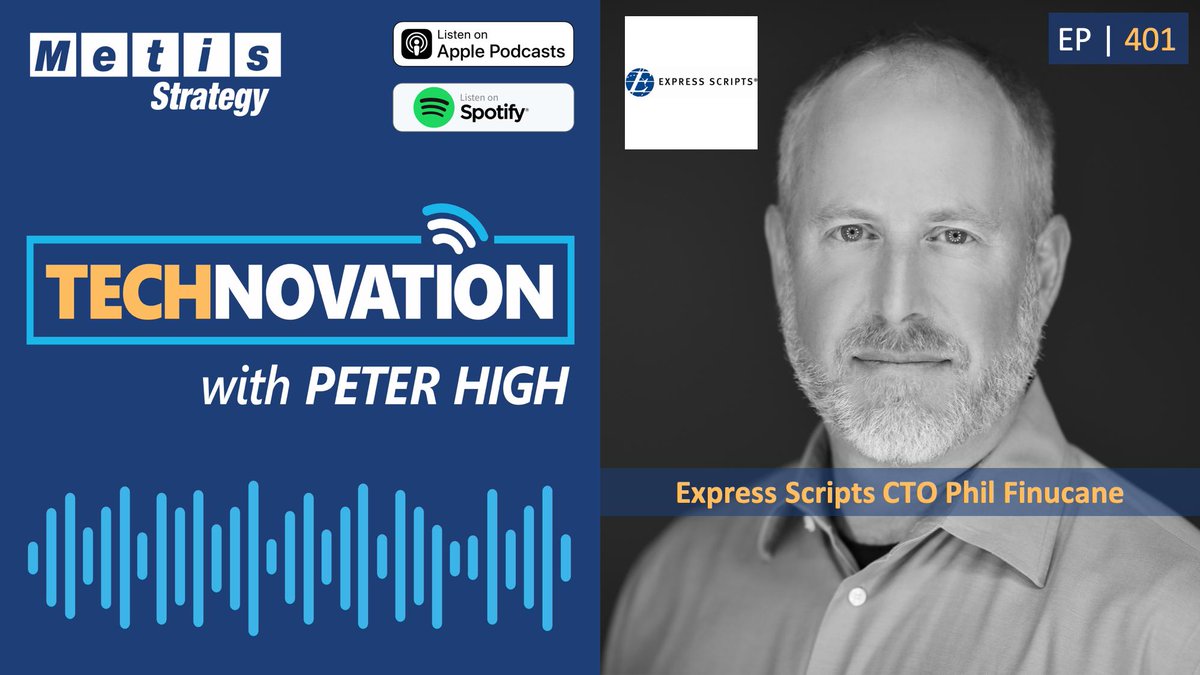 Metis
Strategy
Listen on
Apple Podcasts
Listen on
Spotify
TECHNOVATION
with PETER HIGH
EXPRESS SCRIPTS®
EP | 401
Express Scripts CTO Phil Finucane